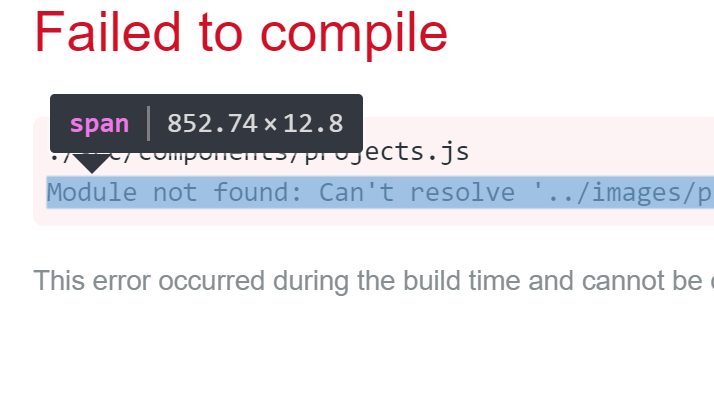 Failed to compile
span 852.74×12.8
components/projects.js
Module not found: Can't resolve '../images/p
This error occurred during the build time and cannot be